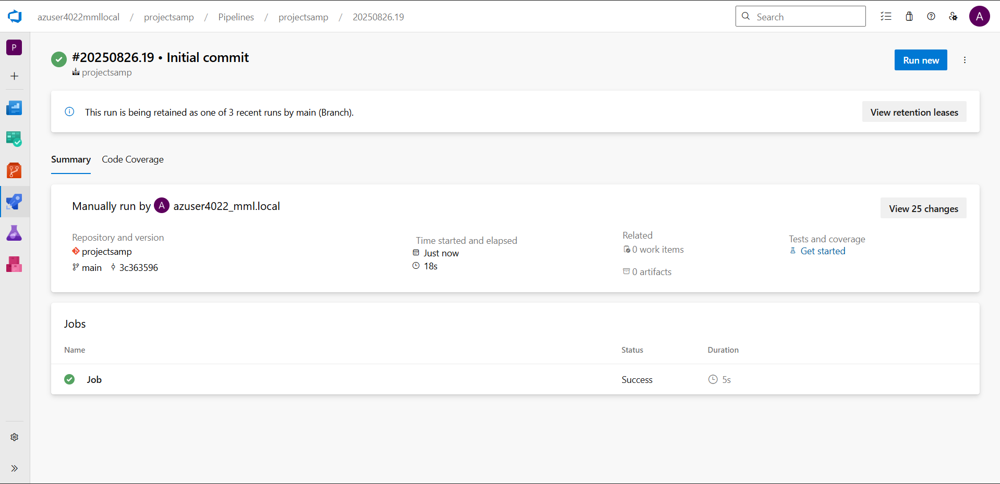 azuser4022mmllocal / projectsamp / Pipelines / projectsamp / 20250826.19
Search
A
P
#20250826.19 • Initial commit
projectsamp
Run new
This run is being retained as one of 3 recent runs by main (Branch).
View retention leases
Summary
Code Coverage
Manually run by A azuser4022_mml.local
View 25 changes
Repository and version
projectsamp
main 3c363596
Time started and elapsed
Just now
18s
Related
0 work items
0 artifacts
Tests and coverage
Get started
Jobs
Name Status Duration
Job Success 5s